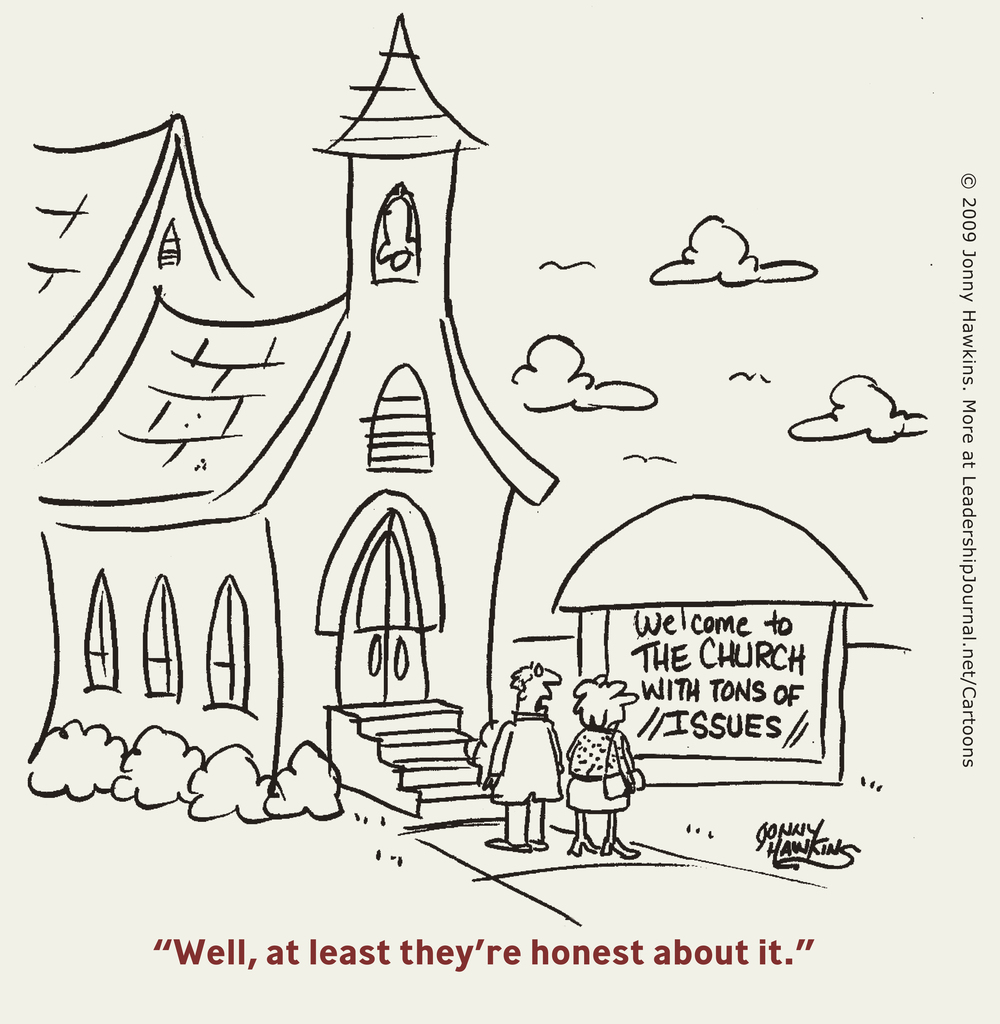 Welcome to
THE CHURCH
WITH TONS OF
//ISSUES//
JONNY
HAWKINS
© 2009 Jonny Hawkins. More at LeadershipJournal.net/Cartoons
“Well, at least they’re honest about it.”